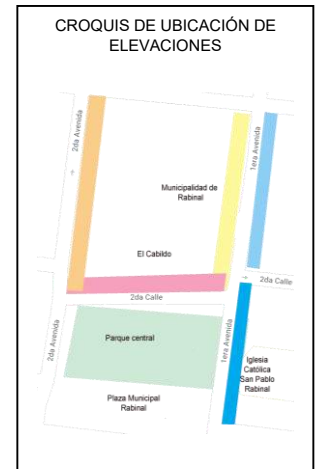 CROQUIS DE UBICACIÓN DE
ELEVACIONES
2da Avenida
1era Avenida
Municipalidad de
Rabinal
El Cabildo
2da Calle
2da Calle
2da Avenida
Parque central
1era Avenida
Iglesia
Católica
San Pablo
Rabinal
Plaza Municipal
Rabinal